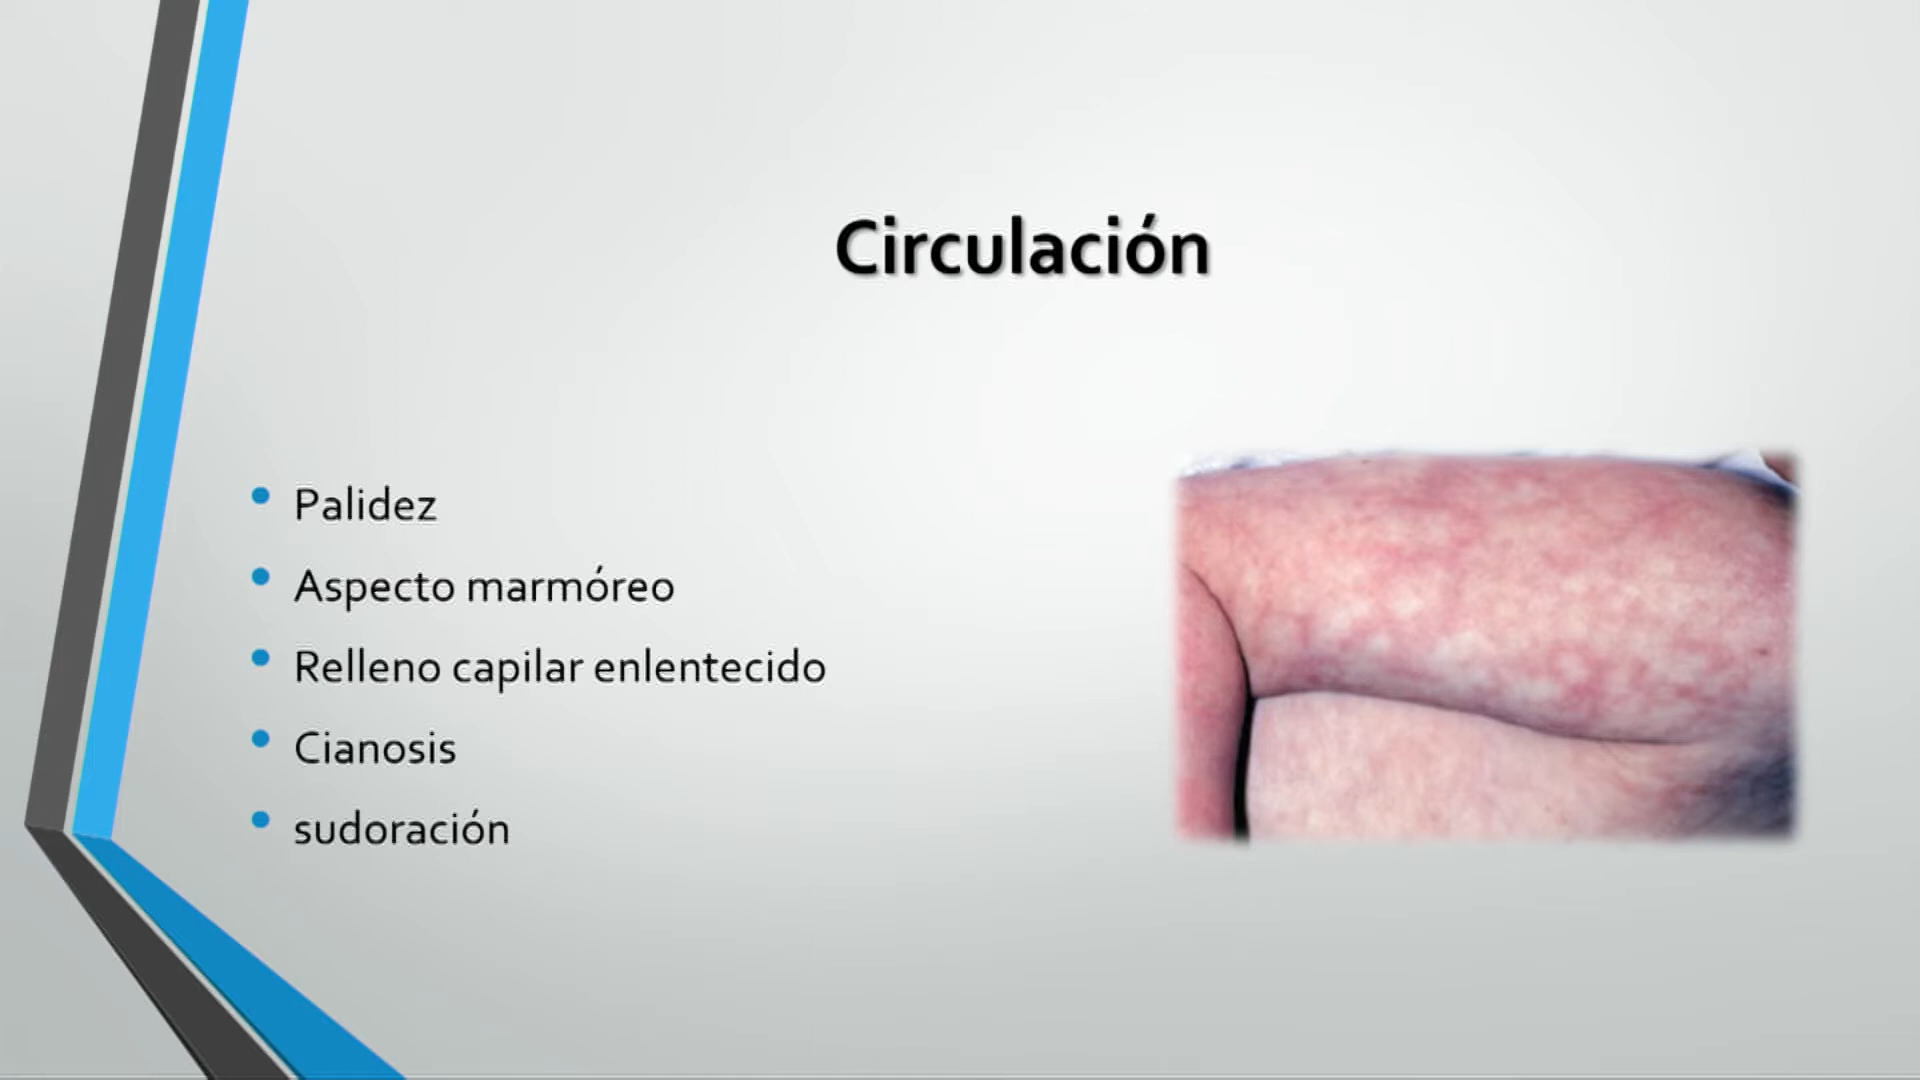 Circulación
Palidez
Aspecto marmóreo
Relleno capilar enlentecido
Cianosis
sudoración